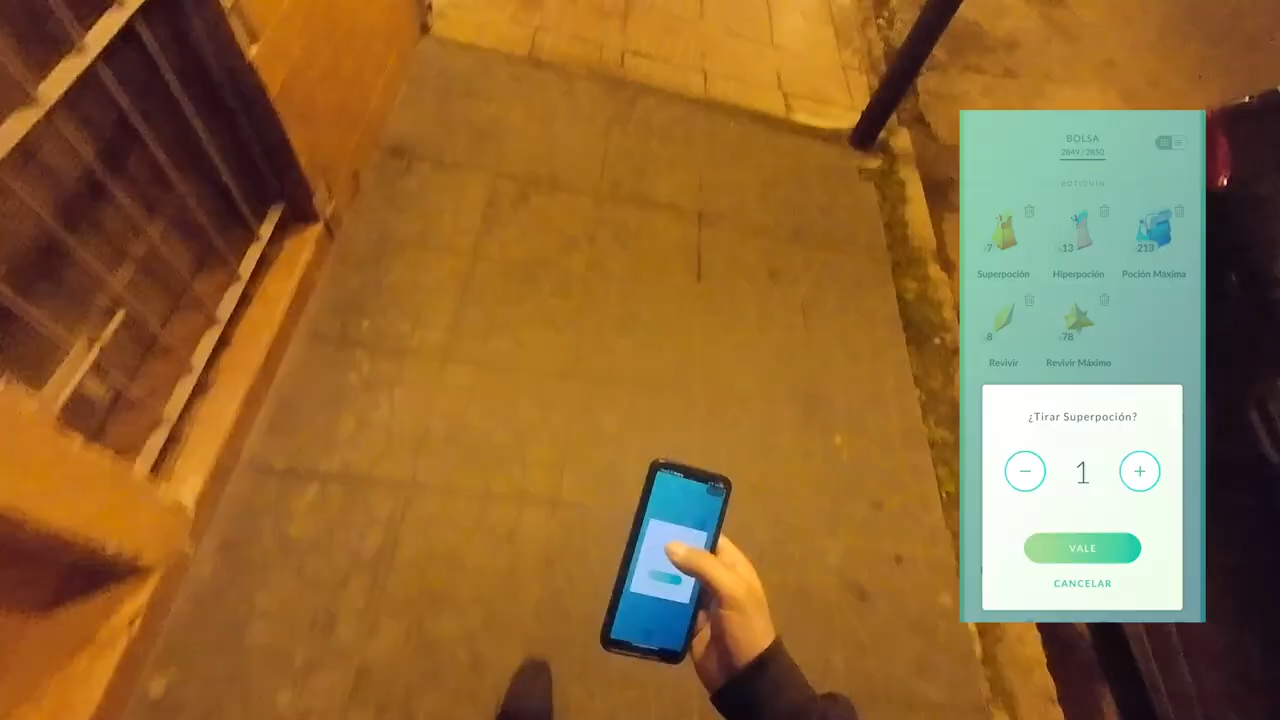 BOLSA
2849 / 2850
BOTIQUÍN
7
13
213
Superpoción
Hiperpoción
Poción Máxima
8
78
Revivir
Revivir Máximo
¿Tirar Superpoción?
1
VALE
CANCELAR